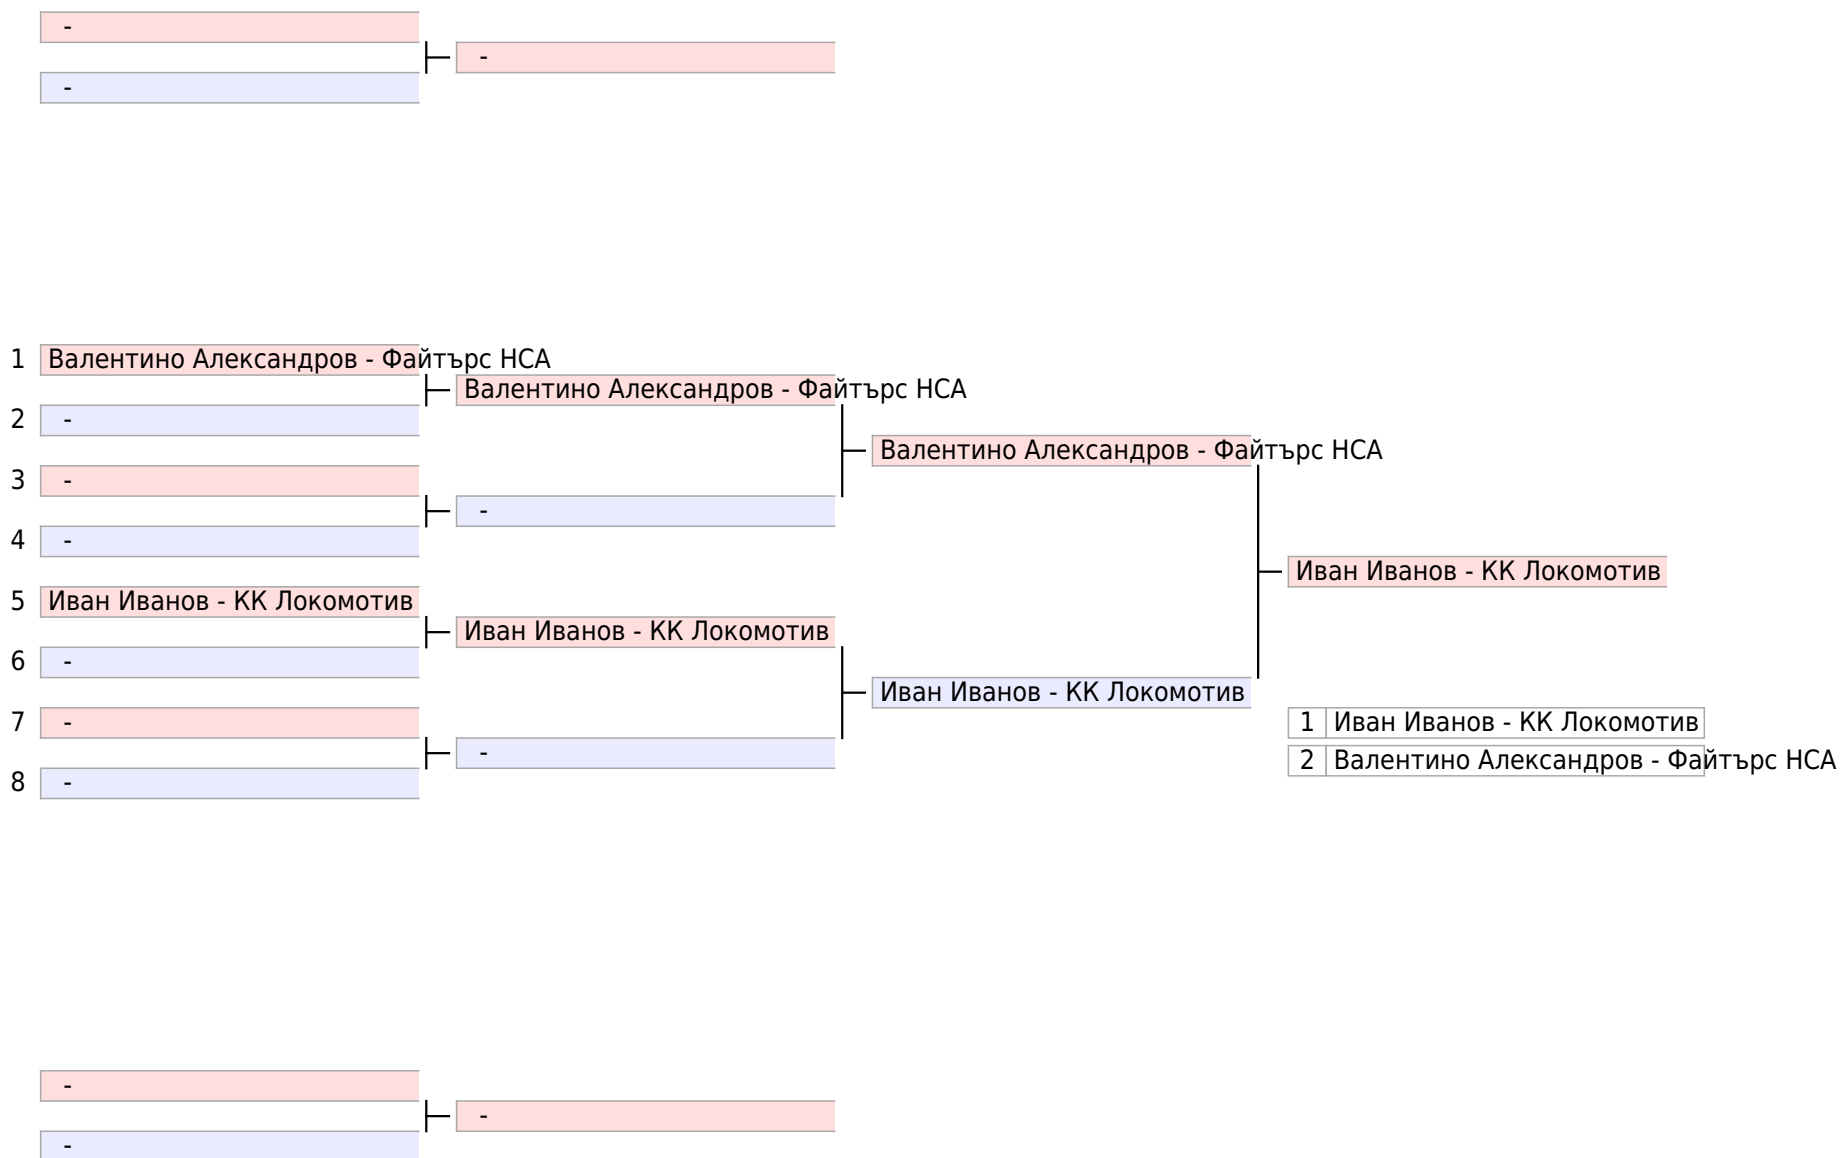 -
-
-
1 Валентино Александров - Файтърс НСА
Валентино Александров - Файтърс НСА
2 -
Валентино Александров - Файтърс НСА
3 -
-
4 -
Иван Иванов - КК Локомотив
5 Иван Иванов - КК Локомотив
Иван Иванов - КК Локомотив
6 -
Иван Иванов - КК Локомотив
7 -
1 Иван Иванов - КК Локомотив
-
2 Валентино Александров - Файтърс НСА
8 -
-
-
-